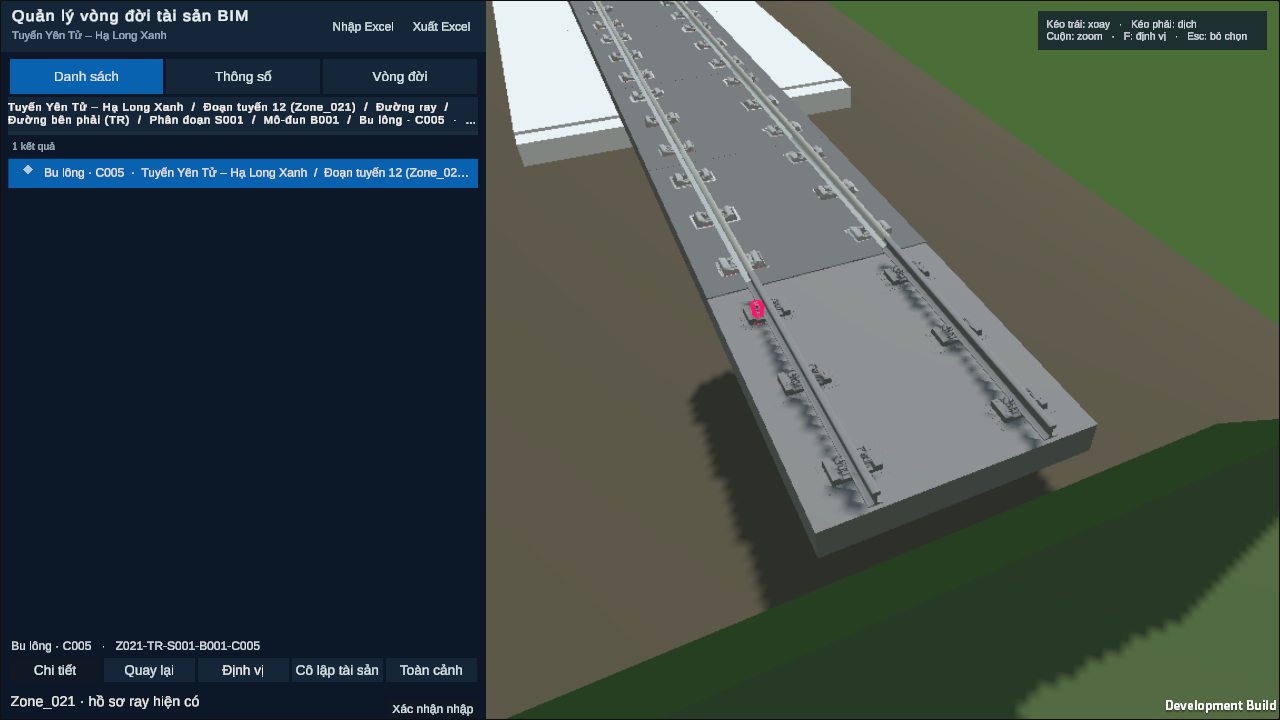 Quản lý vòng đời tài sản BIM
Tuyến Yên Tử – Hạ Long Xanh
Nhập Excel
Xuất Excel
Danh sách
Thông số
Vòng đời
Tuyến Yên Tử – Hạ Long Xanh / Đoạn tuyến 12 (Zone_021) / Đường ray /
Đường bên phải (TR) / Phân đoạn S001 / Mô-đun B001 / Bu lông · C005 · ...
1 kết quả
Bu lông · C005 · Tuyến Yên Tử – Hạ Long Xanh / Đoạn tuyến 12 (Zone_02...
Bu lông · C005 · Z021-TR-S001-B001-C005
Chi tiết
Quay lại
Định vị
Cô lập tài sản
Toàn cảnh
Zone_021 · hồ sơ ray hiện có
Xác nhận nhập
Kéo trái: xoay · Kéo phải: dịch
Cuộn: zoom · F: định vị · Esc: bỏ chọn
Development Build